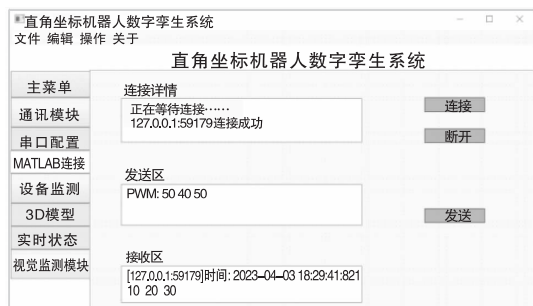 直角坐标机器人数字孪生系统
文件 编辑 操作 关于
直角坐标机器人数字孪生系统
主菜单
通讯模块
串口配置
MATLAB连接
设备监测
3D模型
实时状态
视觉监测模块
连接详情
正在等待连接……
127.0.0.1:59179连接成功
连接
断开
发送区
PWM: 50 40 50
发送
接收区
[127.0.0.1:59179]时间: 2023–04–03 18:29:41:821
10 20 30